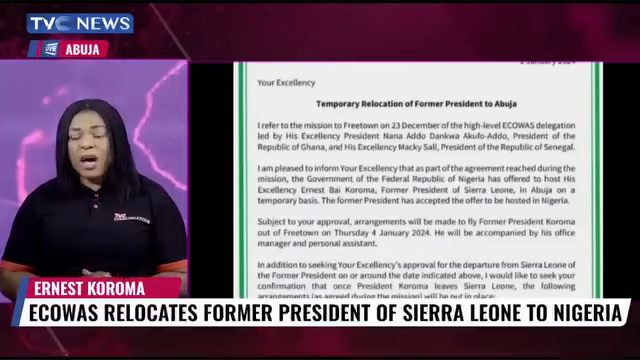 TVC NEWS
LIVE
ABUJA
2 January 2024
Your Excellency
Temporary Relocation of Former President to Abuja
I refer to the mission to Freetown on 23 December of the high-level ECOWAS delegation
led by His Excellency President Nana Addo Dankwa Akufo-Addo, President of the
Republic of Ghana, and His Excellency Macky Sall, President of the Republic of Senegal.
I am pleased to inform Your Excellency that as part of the agreement reached during the
mission, the Government of the Federal Republic of Nigeria has offered to host His
Excellency Ernest Bai Koroma, Former President of Sierra Leone, in Abuja on a
temporary basis. The former President has accepted the offer to be hosted in Nigeria.
Subject to your approval, arrangements will be made to fly Former President Koroma
out of Freetown on Thursday 4 January 2024. He will be accompanied by his office
manager and personal assistant.
In addition to seeking Your Excellency's approval for the departure from Sierra Leone of
the Former President on or around the date indicated above, I would like to seek your
confirmation that once President Koroma leaves Sierra Leone, the following
arrangements (as agreed during the mission) will be put in place:
ERNEST KOROMA
ECOWAS RELOCATES FORMER PRESIDENT OF SIERRA LEONE TO NIGERIA